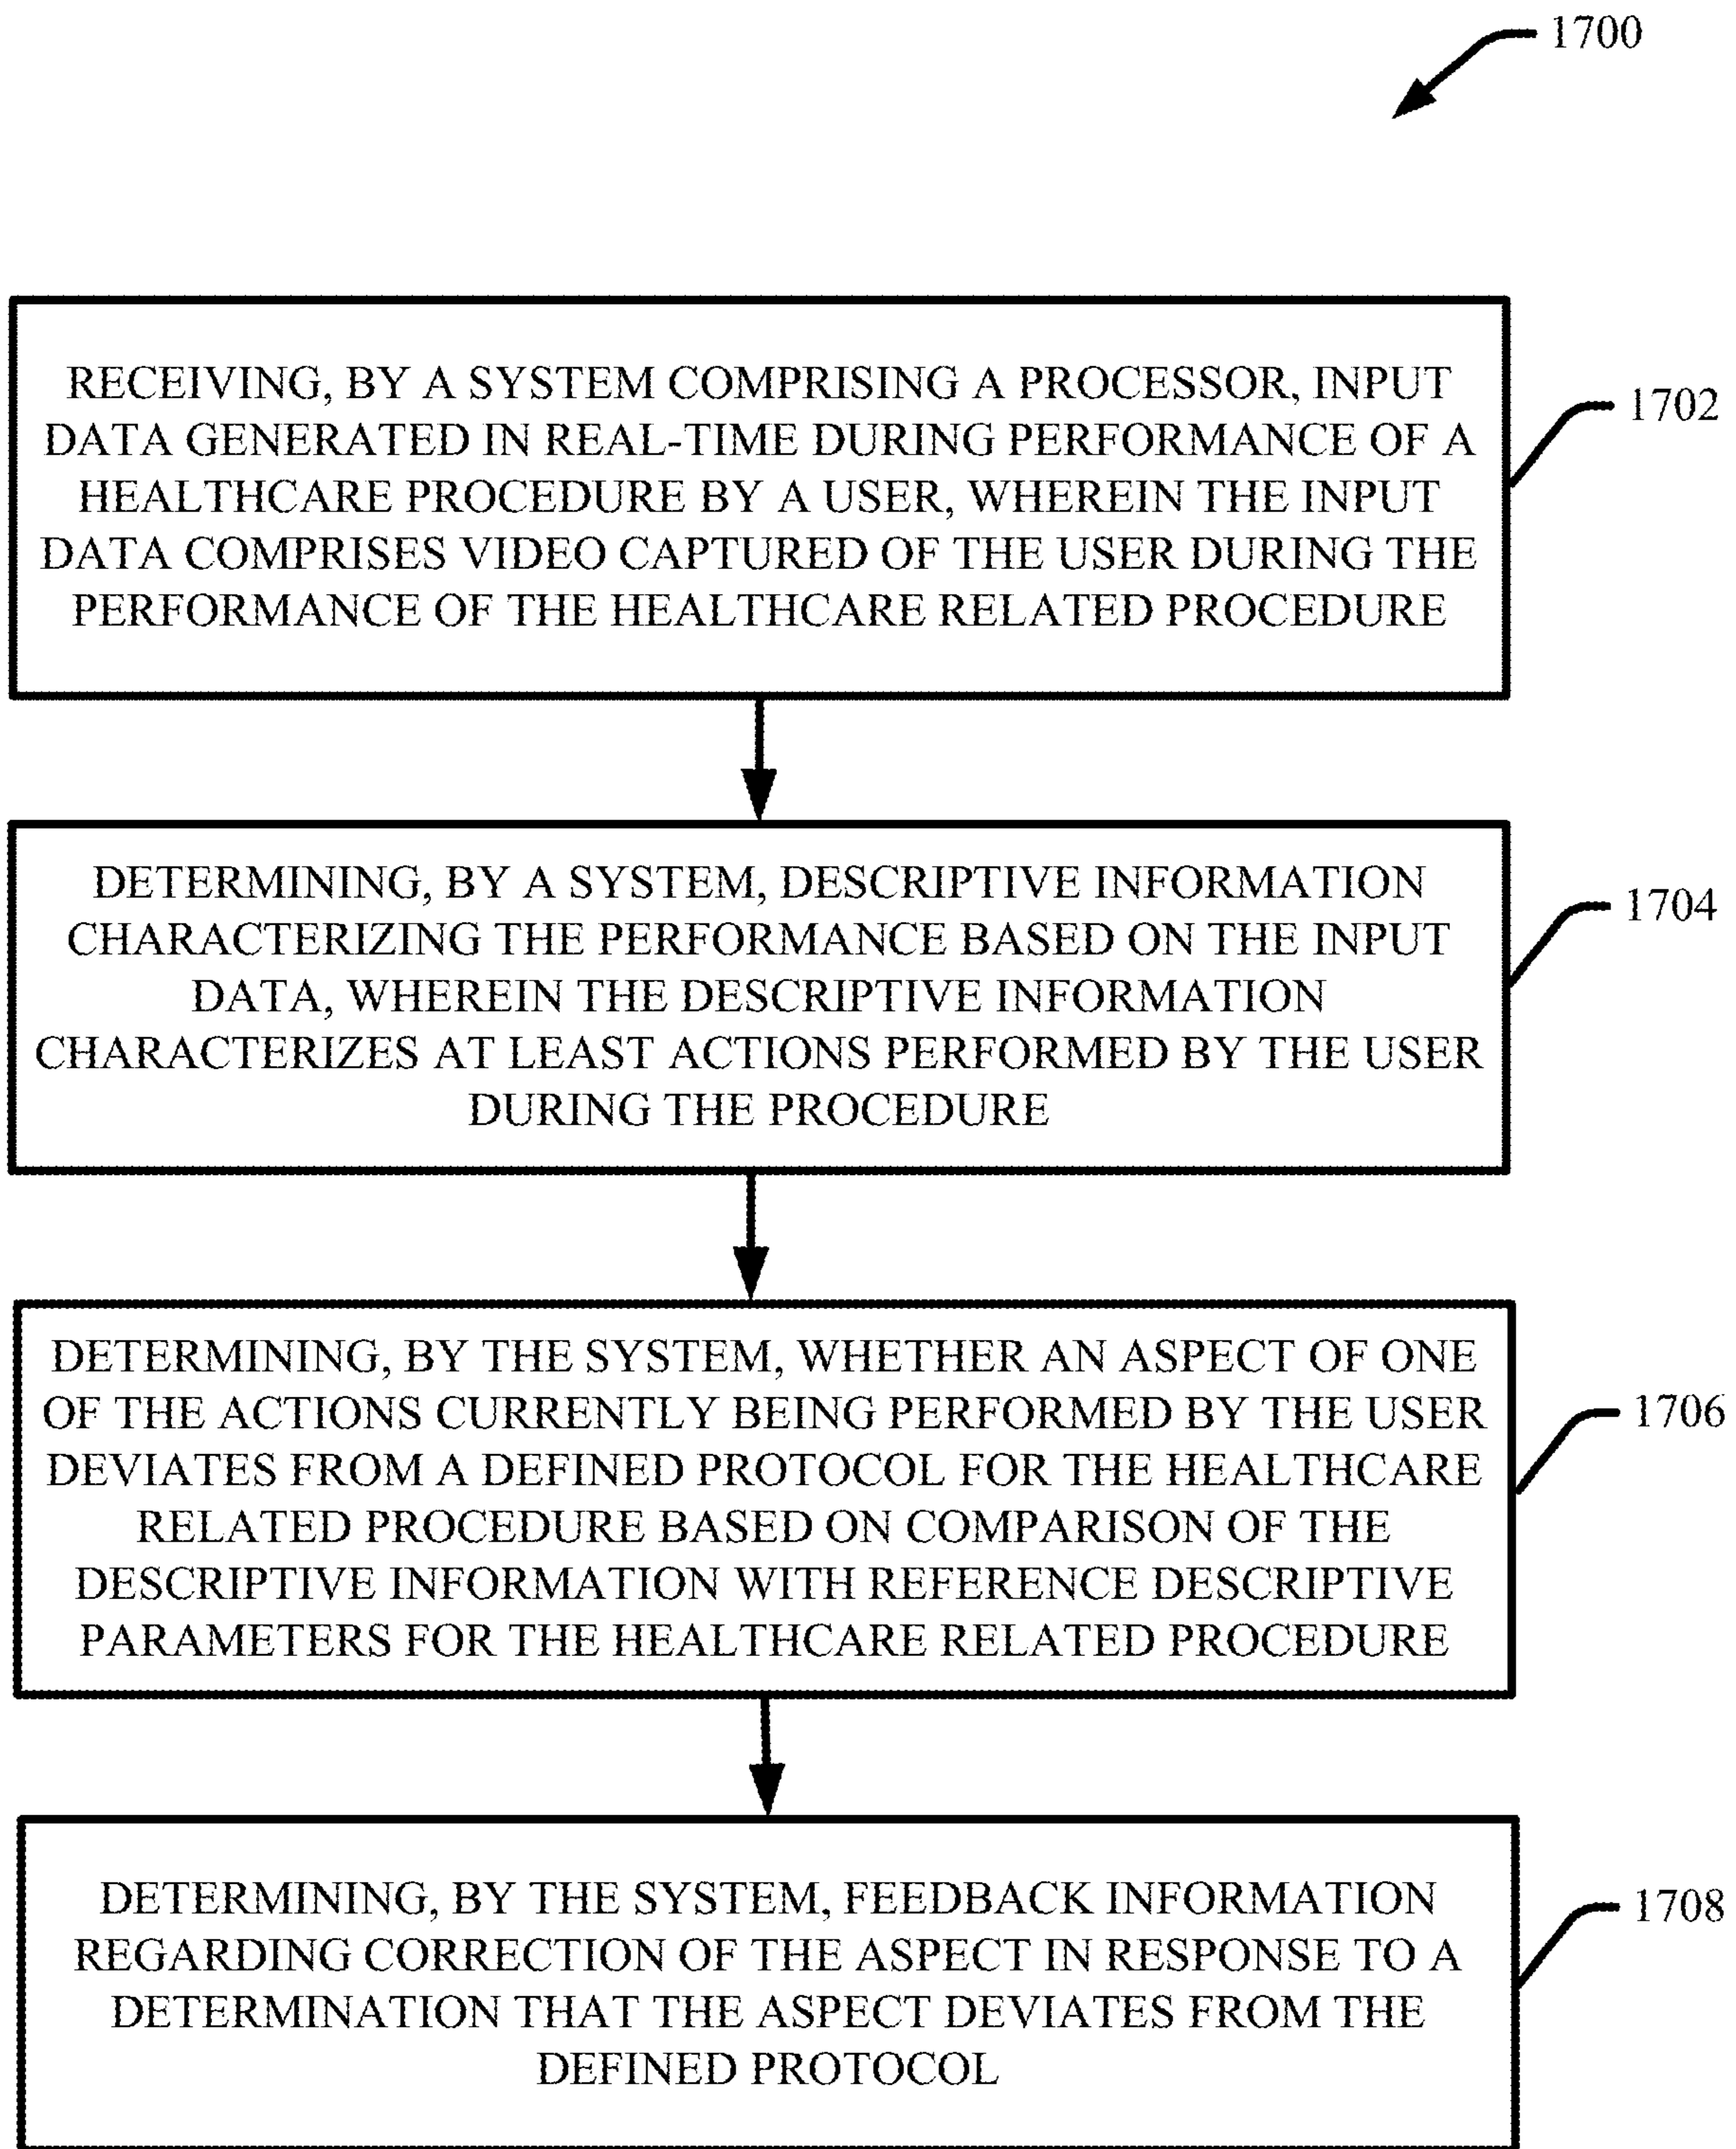 1700
RECEIVING, BY A SYSTEM COMPRISING A PROCESSOR, INPUT
DATA GENERATED IN REAL-TIME DURING PERFORMANCE OF A
HEALTHCARE PROCEDURE BY A USER, WHEREIN THE INPUT
DATA COMPRISES VIDEO CAPTURED OF THE USER DURING THE
PERFORMANCE OF THE HEALTHCARE RELATED PROCEDURE
1702
DETERMINING, BY A SYSTEM, DESCRIPTIVE INFORMATION
CHARACTERIZING THE PERFORMANCE BASED ON THE INPUT
DATA, WHEREIN THE DESCRIPTIVE INFORMATION
CHARACTERIZES AT LEAST ACTIONS PERFORMED BY THE USER
DURING THE PROCEDURE
1704
DETERMINING, BY THE SYSTEM, WHETHER AN ASPECT OF ONE
OF THE ACTIONS CURRENTLY BEING PERFORMED BY THE USER
DEVIATES FROM A DEFINED PROTOCOL FOR THE HEALTHCARE
RELATED PROCEDURE BASED ON COMPARISON OF THE
DESCRIPTIVE INFORMATION WITH REFERENCE DESCRIPTIVE
PARAMETERS FOR THE HEALTHCARE RELATED PROCEDURE
1706
DETERMINING, BY THE SYSTEM, FEEDBACK INFORMATION
REGARDING CORRECTION OF THE ASPECT IN RESPONSE TO A
DETERMINATION THAT THE ASPECT DEVIATES FROM THE
DEFINED PROTOCOL
1708